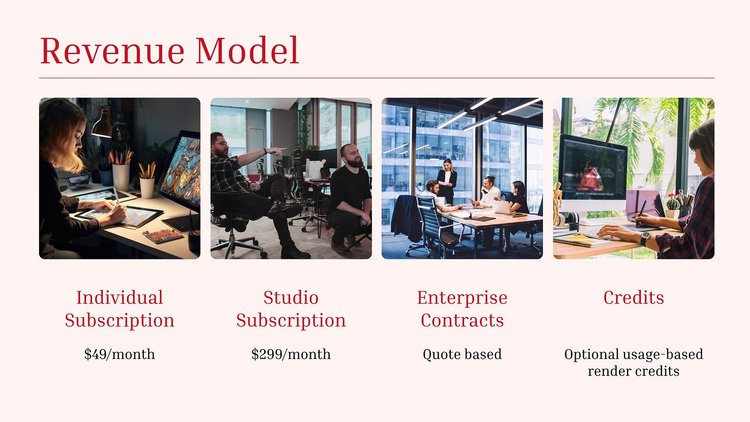 Revenue Model
Individual
Subscription
$49/month
Studio
Subscription
$299/month
Enterprise
Contracts
Quote based
Credits
Optional usage-based
render credits